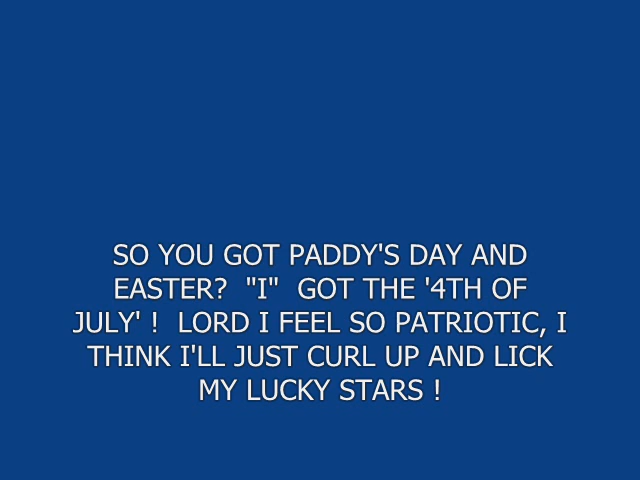 SO YOU GOT PADDY'S DAY AND
EASTER?  "I"  GOT THE '4TH OF
JULY' !  LORD I FEEL SO PATRIOTIC, I
THINK I'LL JUST CURL UP AND LICK
MY LUCKY STARS !